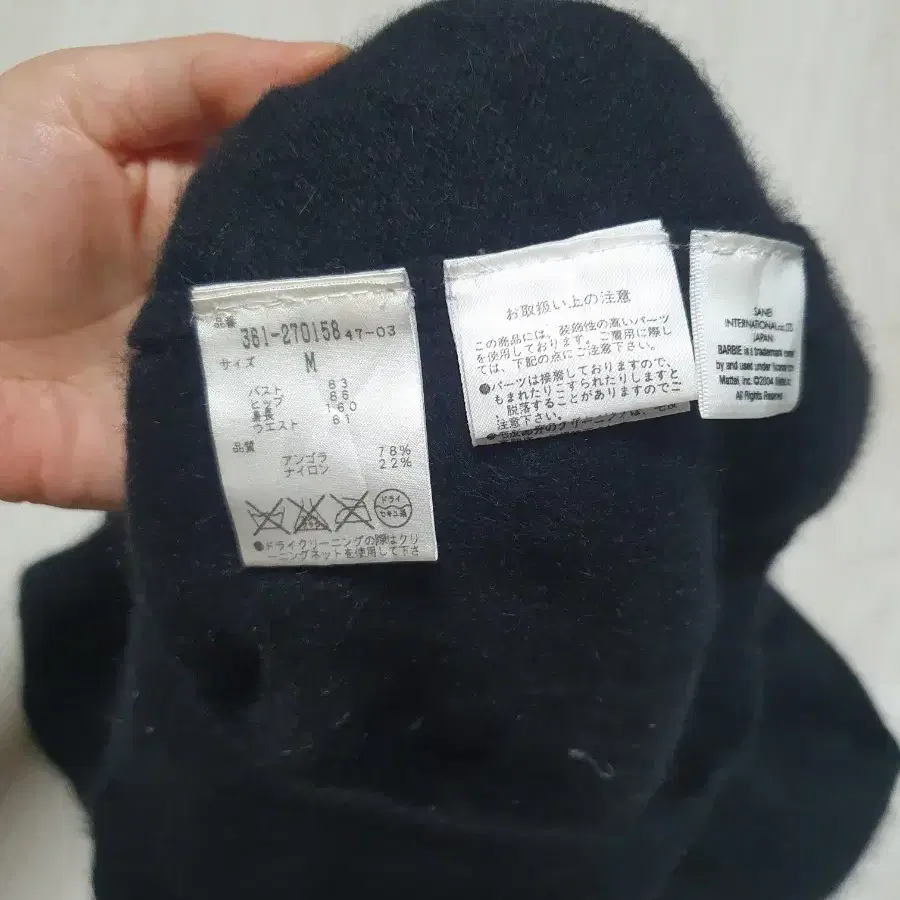 品番
381-270158 47-03
サイズ M
バスト 83
ヒップ 86
身長 160
ウエスト 61
品質
アンゴラ 78%
ナイロン 22%
ドライ
セキユ系
●ドライクリーニングの際はクリ
ーニングネットを使用して下さ
お取扱い上の注意
この商品には、装飾性の高いパーツ
を使用しております。ご着用に際し
ては、下記の点にご注意下さい。
●パーツは接着しておりますので、
もまれたりこすられたりしますと
、脱落することがありますのでご
注意下さい。
SANEI
INTERNATIONAL co.,LTD.
JAPAN
BARBIE is a trademark owned
by and used under license from
Mattel, Inc. ©2004 Mattel, Inc.
All Rights Reserved